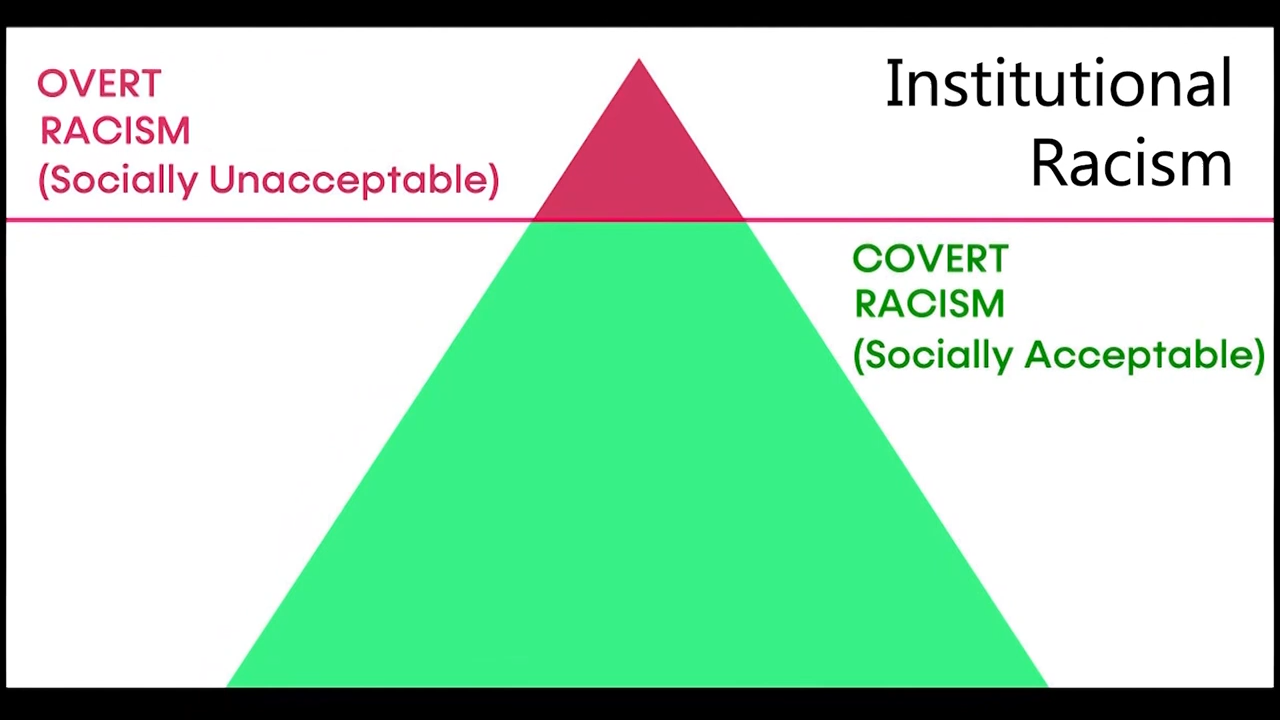 OVERT
RACISM
(Socially Unacceptable)
Institutional
Racism
COVERT
RACISM
(Socially Acceptable)